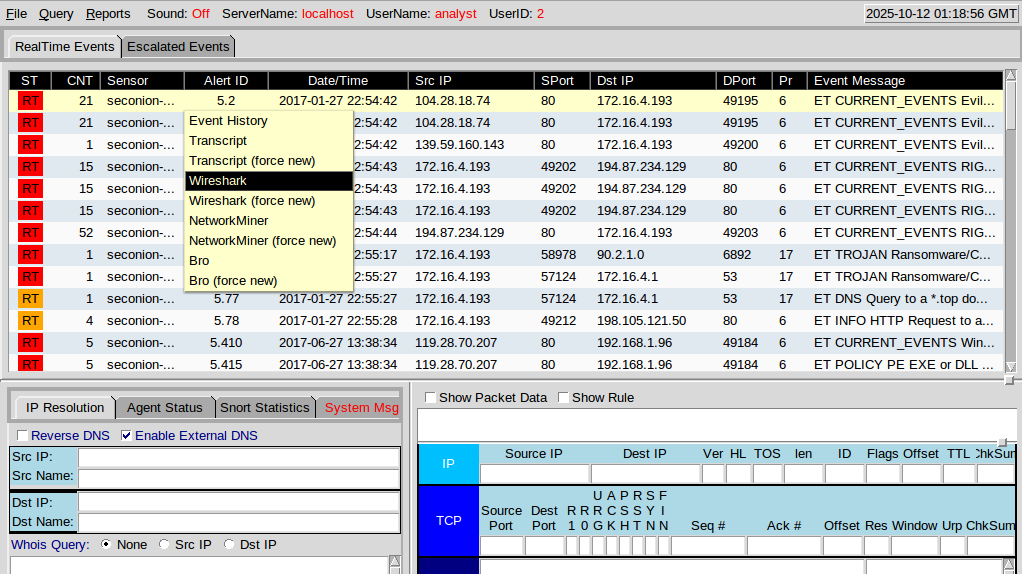 File Query Reports Sound: Off ServerName: localhost UserName: analyst UserID: 2 2025-10-12 01:18:56 GMT
RealTime Events Escalated Events
ST CNT Sensor Alert ID Date/Time Src IP SPort Dst IP DPort Pr Event Message
RT 21 seconion-... 5.2 2017-01-27 22:54:42 104.28.18.74 80 172.16.4.193 49195 6 ET CURRENT_EVENTS Evil...
RT 21 seconion-... 2:54:42 104.28.18.74 80 172.16.4.193 49195 6 ET CURRENT_EVENTS Evil...
RT 1 seconion-... 2:54:42 139.59.160.143 80 172.16.4.193 49200 6 ET CURRENT_EVENTS Evil...
RT 15 seconion-... 2:54:43 172.16.4.193 49202 194.87.234.129 80 6 ET CURRENT_EVENTS RIG...
RT 15 seconion-... 2:54:43 172.16.4.193 49202 194.87.234.129 80 6 ET CURRENT_EVENTS RIG...
RT 15 seconion-... 2:54:43 172.16.4.193 49202 194.87.234.129 80 6 ET CURRENT_EVENTS RIG...
RT 52 seconion-... 2:54:44 194.87.234.129 80 172.16.4.193 49203 6 ET CURRENT_EVENTS RIG...
RT 1 seconion-... 2:55:17 172.16.4.193 58978 90.2.1.0 6892 17 ET TROJAN Ransomware/C...
RT 1 seconion-... 2:55:27 172.16.4.193 57124 172.16.4.1 53 17 ET TROJAN Ransomware/C...
RT 1 seconion-... 5.77 2017-01-27 22:55:27 172.16.4.193 57124 172.16.4.1 53 17 ET DNS Query to a *.top do...
RT 4 seconion-... 5.78 2017-01-27 22:55:28 172.16.4.193 49212 198.105.121.50 80 6 ET INFO HTTP Request to a...
RT 5 seconion-... 5.410 2017-06-27 13:38:34 119.28.70.207 80 192.168.1.96 49184 6 ET CURRENT_EVENTS Win...
RT 5 seconion-... 5.415 2017-06-27 13:38:34 119.28.70.207 80 192.168.1.96 49184 6 ET POLICY PE EXE or DLL ...
Event History
Transcript
Transcript (force new)
Wireshark
Wireshark (force new)
NetworkMiner
NetworkMiner (force new)
Bro
Bro (force new)
IP Resolution Agent Status Snort Statistics System Msg
Reverse DNS Enable External DNS
Src IP:
Src Name:
Dst IP:
Dst Name:
Whois Query: None Src IP Dst IP
Show Packet Data Show Rule
IP Source IP Dest IP Ver HL TOS len ID Flags Offset TTL ChkSum
U A P R S F
Source Dest R R R C S S Y I
TCP Port Port 1 0 G K H T N N Seq # Ack # Offset Res Window Urp ChkSum